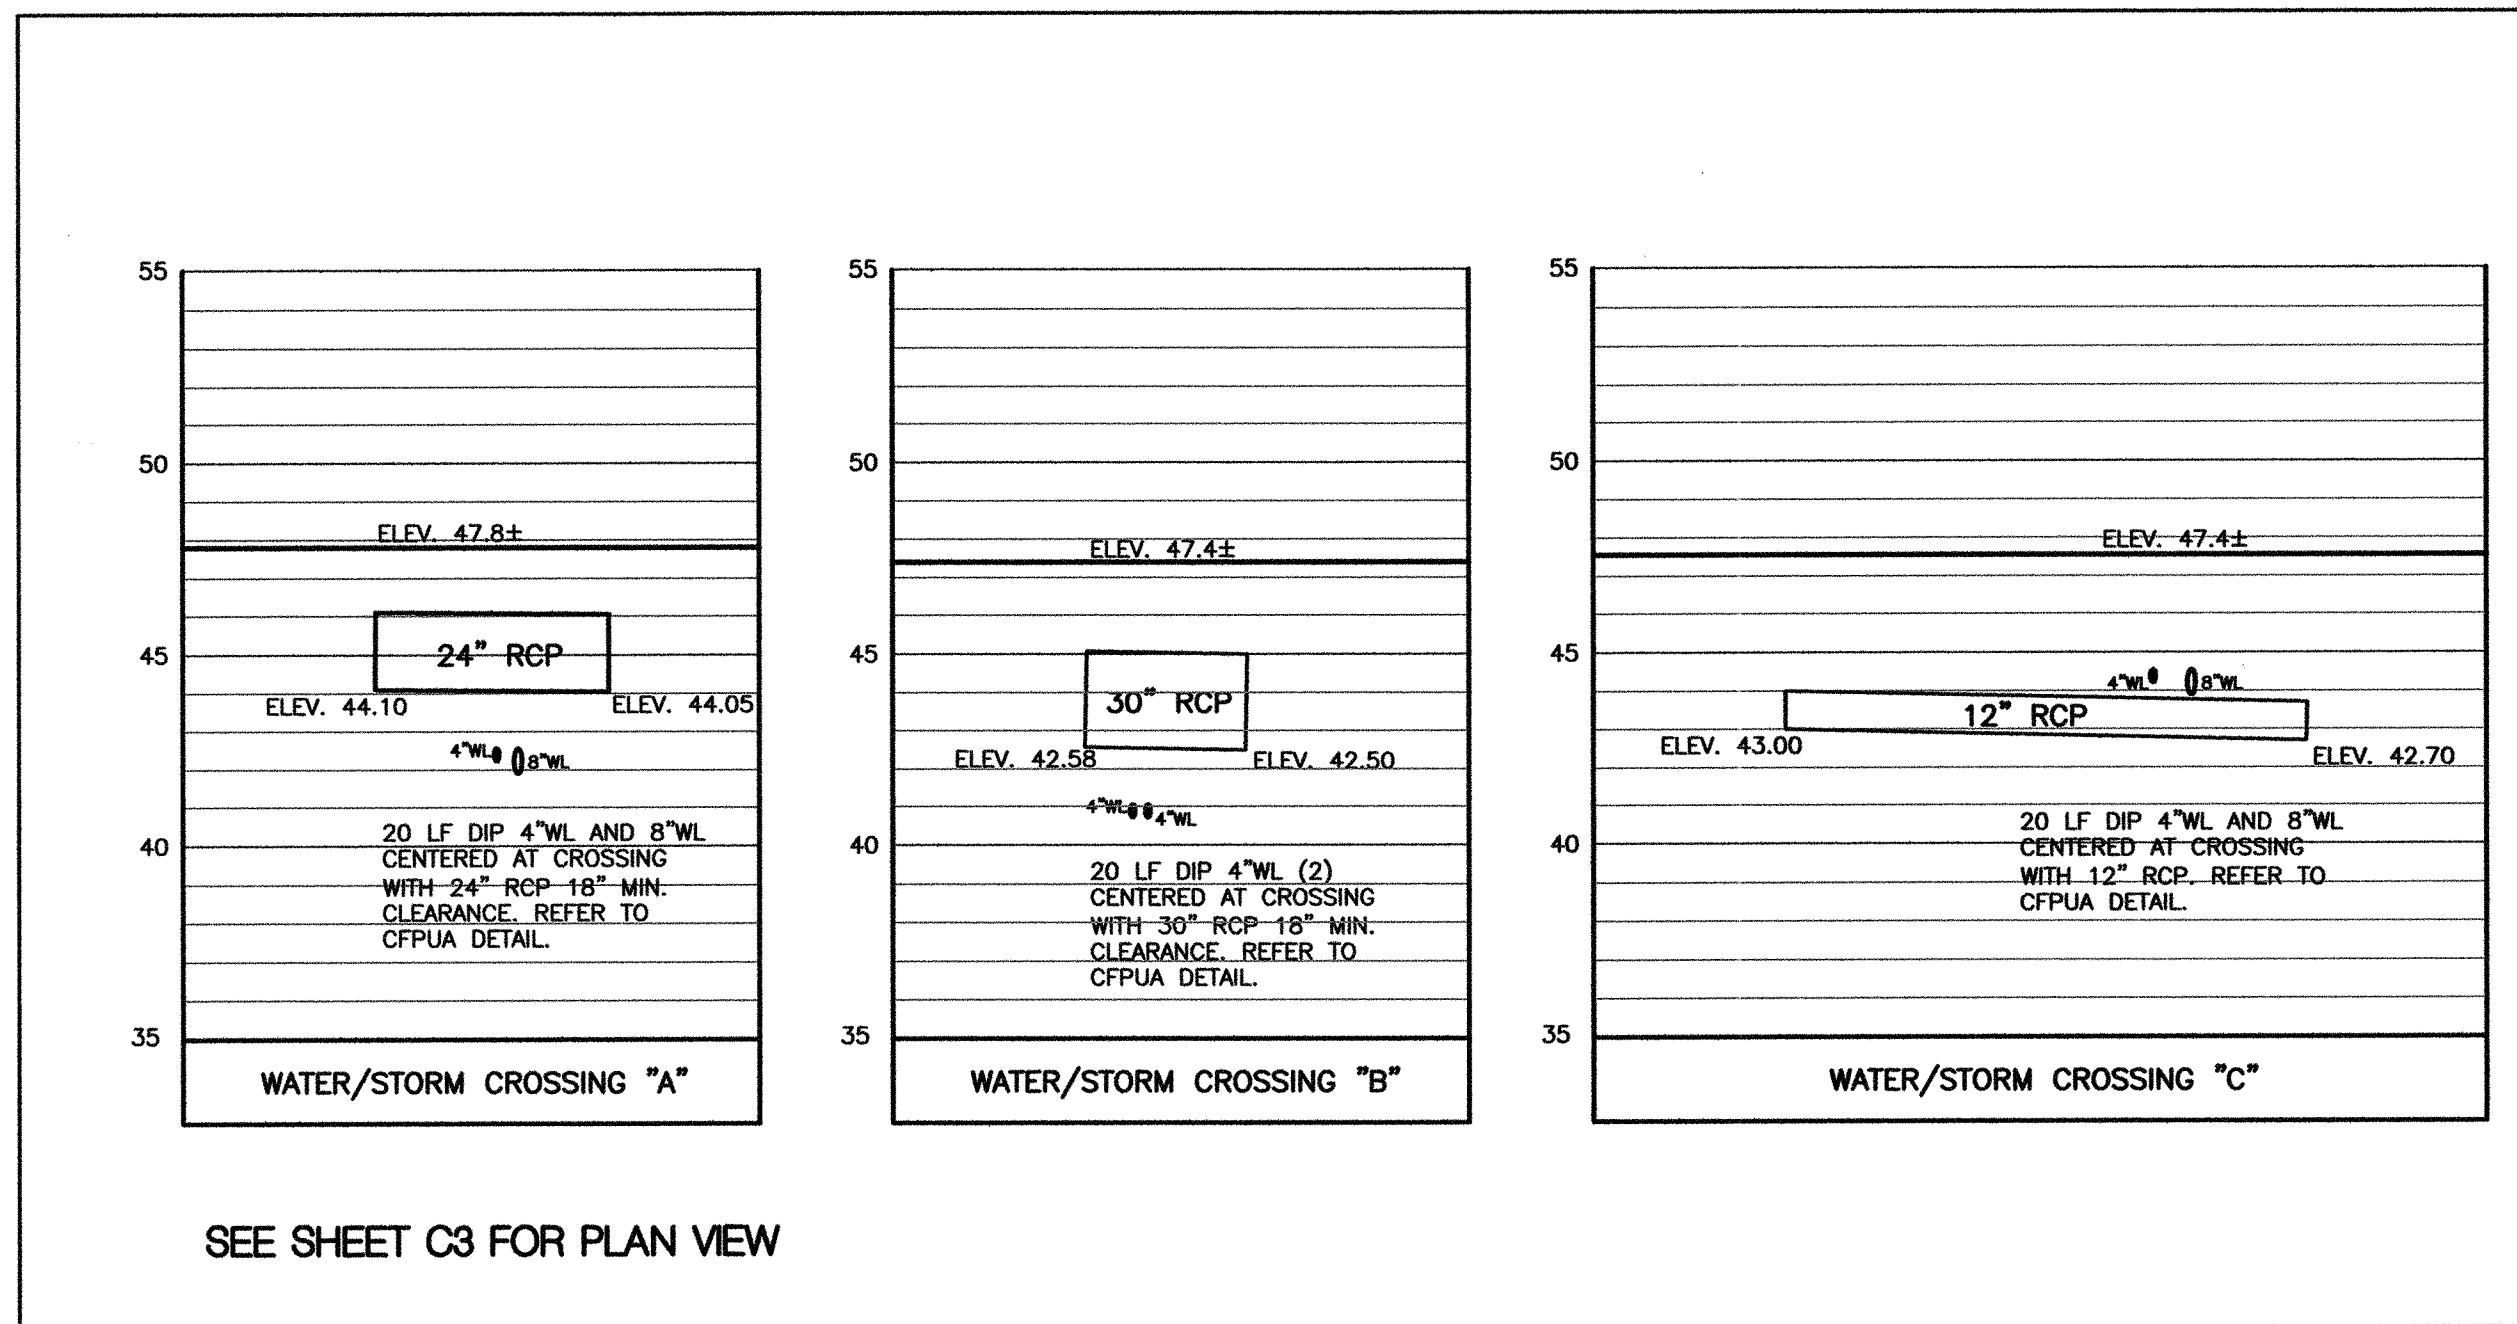 55
50
ELEV. 47.8±
24" RCP
45
ELEV. 44.10
ELEV. 44.05
4"WL
8"WL
40
20 LF DIP 4"WL AND 8"WL
CENTERED AT CROSSING
WITH 24" RCP 18" MIN.
CLEARANCE. REFER TO
CFPUA DETAIL.
35
WATER/STORM CROSSING "A"
55
50
ELEV. 47.4±
45
30" RCP
ELEV. 42.58
ELEV. 42.50
4"WL
4"WL
40
20 LF DIP 4"WL (2)
CENTERED AT CROSSING
WITH 30" RCP 18" MIN.
CLEARANCE. REFER TO
CFPUA DETAIL.
35
WATER/STORM CROSSING "B"
55
50
ELEV. 47.4±
45
4"WL
8"WL
12" RCP
ELEV. 43.00
ELEV. 42.70
40
20 LF DIP 4"WL AND 8"WL
CENTERED AT CROSSING
WITH 12" RCP. REFER TO
CFPUA DETAIL.
35
WATER/STORM CROSSING "C"
SEE SHEET C3 FOR PLAN VIEW